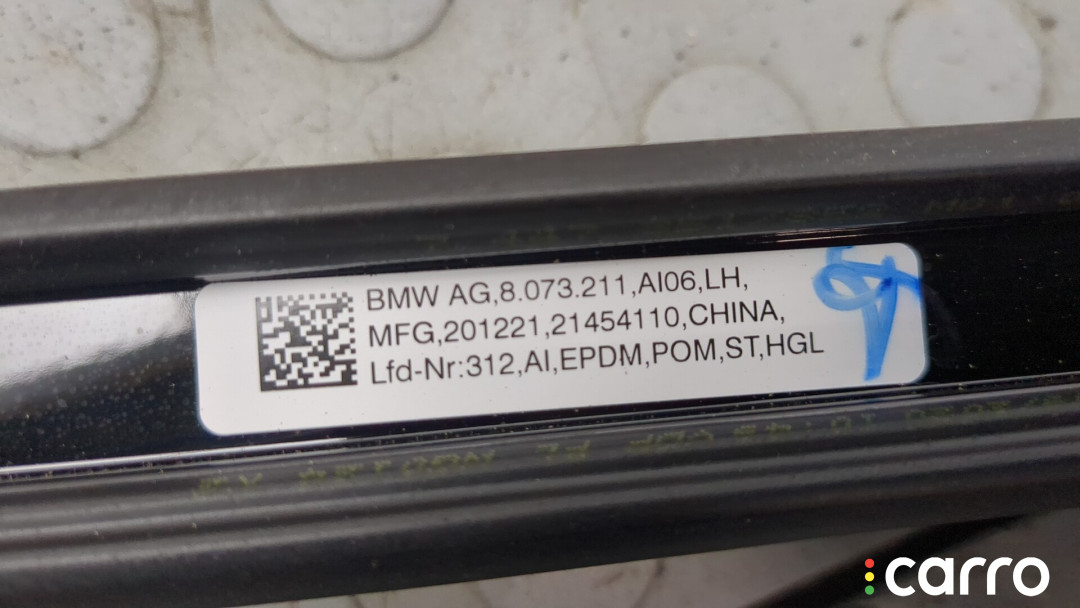 BMW AG,8.073.211,AI06,LH,
MFG,201221,21454110,CHINA,
Lfd-Nr:312,AI,EPDM,POM,ST,HGL
carro